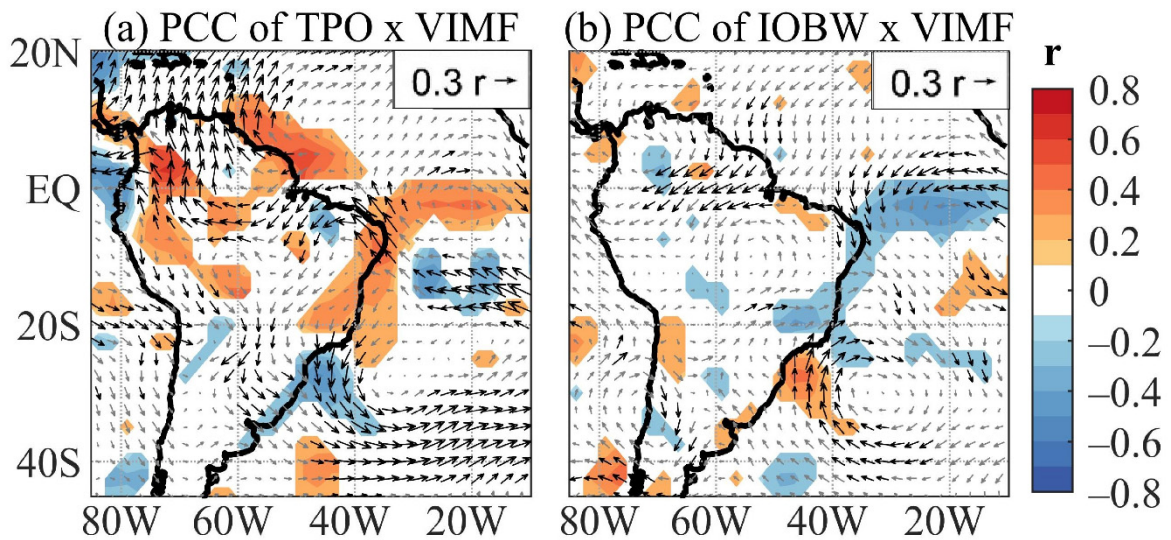 (a) PCC of TPO x VIMF
(b) PCC of IOBW x VIMF
20N
EQ
20S
40S
0.3 r
0.3 r
80W 60W 40W 20W
80W 60W 40W 20W
r
0.8
0.6
0.4
0.2
0
–0.2
–0.4
–0.6
–0.8